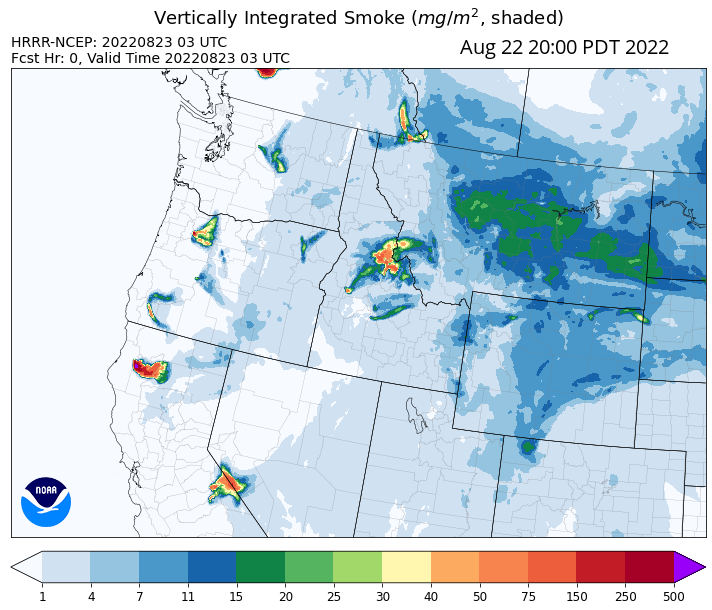 Vertically Integrated Smoke (mg/m², shaded)
HRRR-NCEP: 20220823 03 UTC
Fcst Hr: 0, Valid Time 20220823 03 UTC
Aug 22 20:00 PDT 2022
NOAA
1 4 7 11 15 20 25 30 40 50 75 150 250 500